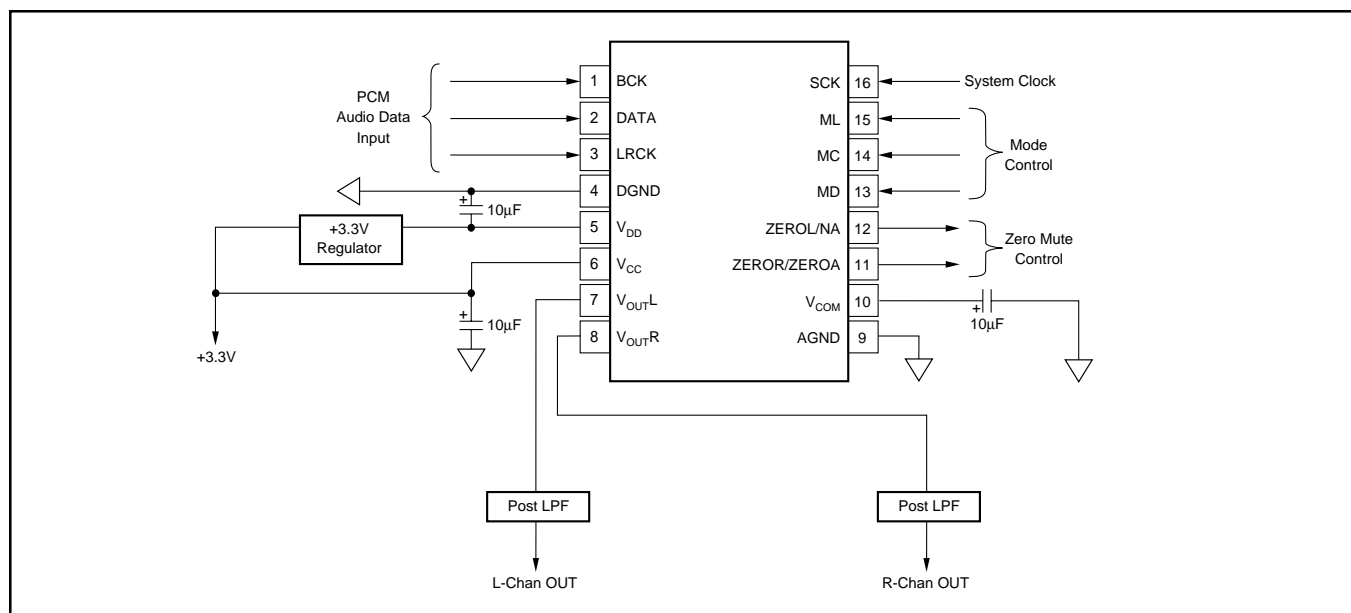 PCM
Audio Data
Input
1 BCK
2 DATA
3 LRCK
4 DGND
5 VDD
6 VCC
7 VOUTL
8 VOUTR
SCK 16
ML 15
MC 14
MD 13
ZEROL/NA 12
ZEROR/ZEROA 11
VCOM 10
AGND 9
System Clock
Mode
Control
Zero Mute
Control
+
10µF
+3.3V
Regulator
+
10µF
+3.3V
+
10µF
Post LPF
L-Chan OUT
Post LPF
R-Chan OUT